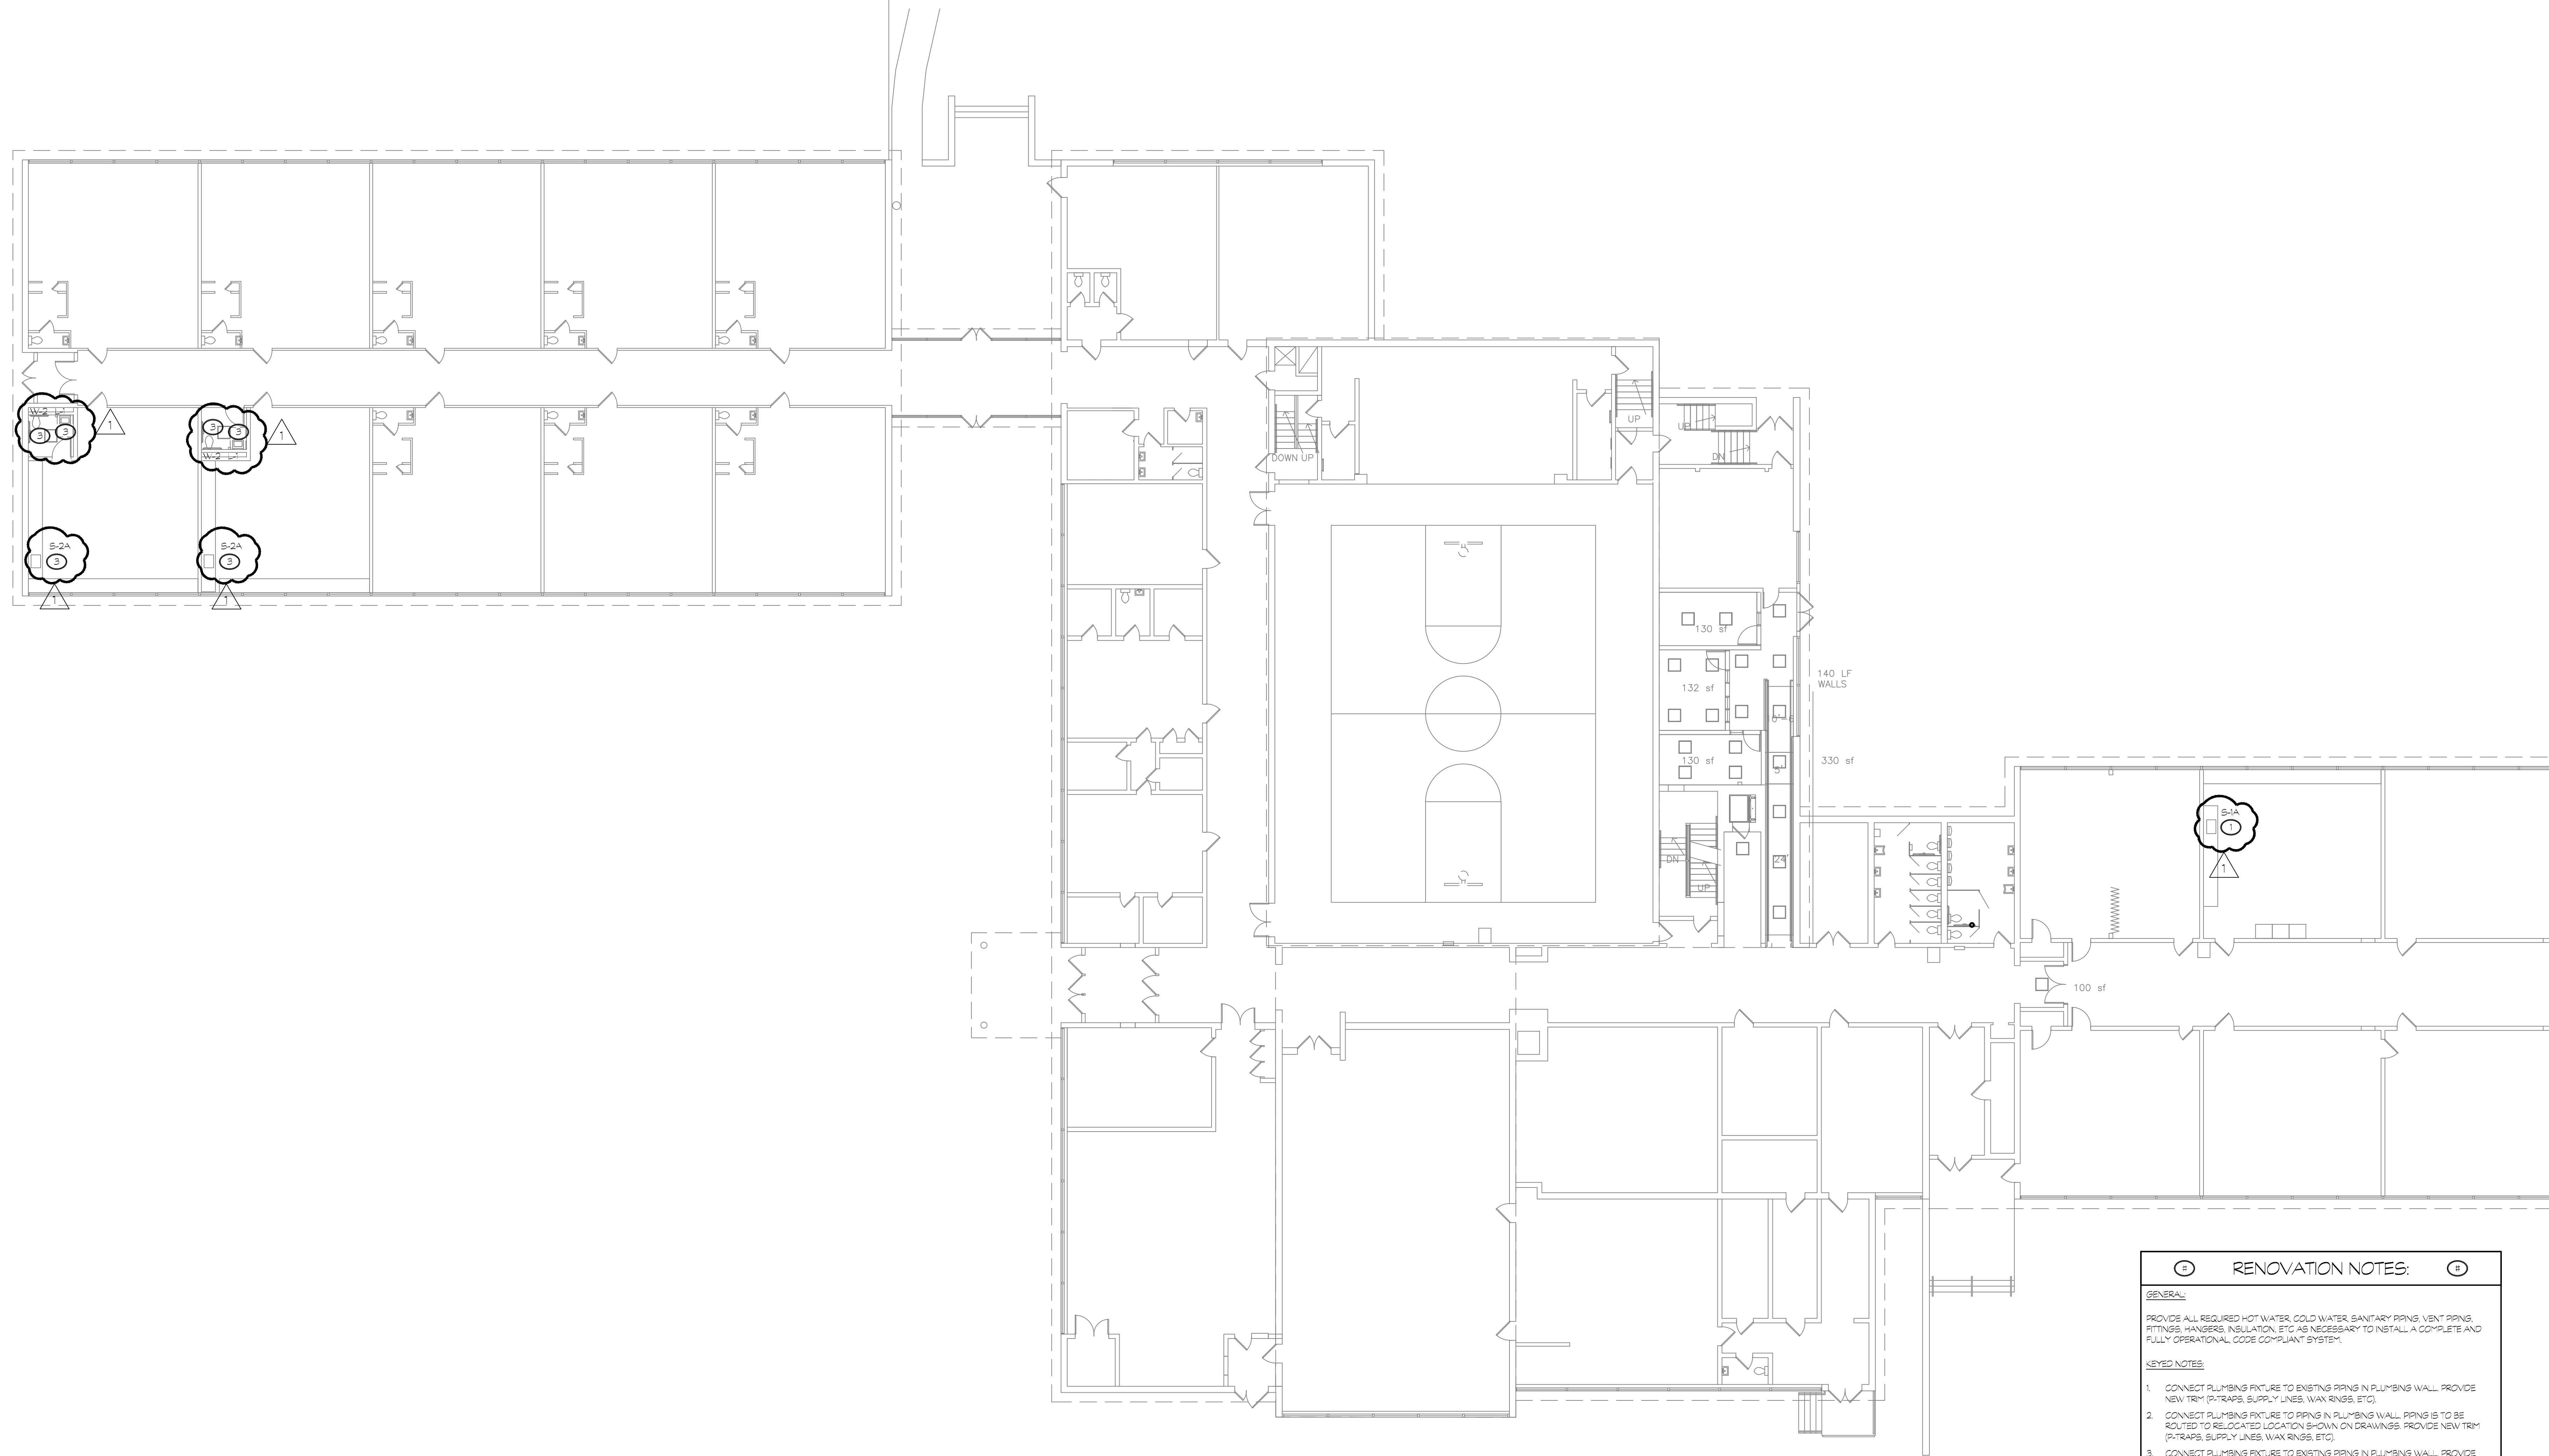 W-2 L-1
3
3
1
3
3
W-2 L-1
1
S-2A
3
1
S-2A
3
1
DOWN UP
UP
UP
DN
130 sf
132 sf
140 LF
WALLS
130 sf
5'
330 sf
DN
UP
24'
S-1A
1
1
100 sf
# RENOVATION NOTES: #
GENERAL:
PROVIDE ALL REQUIRED HOT WATER, COLD WATER, SANITARY PIPING, VENT PIPING,
FITTINGS, HANGERS, INSULATION, ETC AS NECESSARY TO INSTALL A COMPLETE AND
FULLY OPERATIONAL, CODE COMPLIANT SYSTEM.
KEYED NOTES:
1. CONNECT PLUMBING FIXTURE TO EXISTING PIPING IN PLUMBING WALL. PROVIDE
NEW TRIM (P-TRAPS, SUPPLY LINES, WAX RINGS, ETC).
2. CONNECT PLUMBING FIXTURE TO PIPING IN PLUMBING WALL. PIPING IS TO BE
ROUTED TO RELOCATED LOCATION SHOWN ON DRAWINGS. PROVIDE NEW TRIM
(P-TRAPS, SUPPLY LINES, WAX RINGS, ETC).
3. CONNECT PLUMBING FIXTURE TO EXISTING PIPING IN PLUMBING WALL. PROVIDE